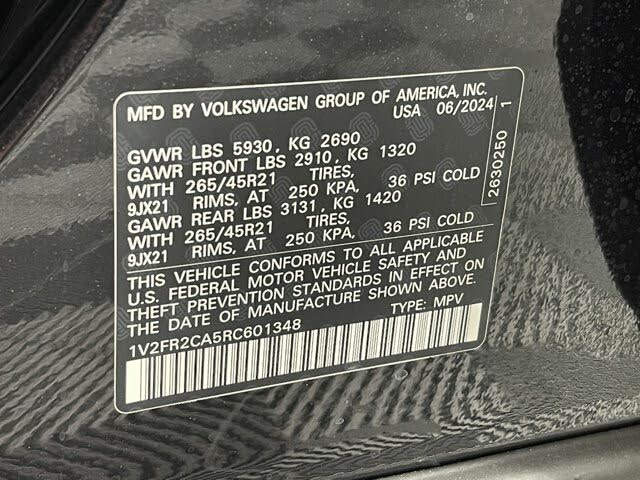 MFD BY VOLKSWAGEN GROUP OF AMERICA, INC.
USA 06/2024
GVWR LBS 5930, KG 2690
GAWR FRONT LBS 2910, KG 1320
WITH 265/45R21 TIRES,
9JX21 RIMS, AT 250 KPA, 36 PSI COLD
GAWR REAR LBS 3131, KG 1420
WITH 265/45R21 TIRES,
9JX21 RIMS, AT 250 KPA, 36 PSI COLD
THIS VEHICLE CONFORMS TO ALL APPLICABLE
U.S. FEDERAL MOTOR VEHICLE SAFETY AND
THEFT PREVENTION STANDARDS IN EFFECT ON
THE DATE OF MANUFACTURE SHOWN ABOVE.
1V2FR2CA5RC601348 TYPE: MPV
2630250 1